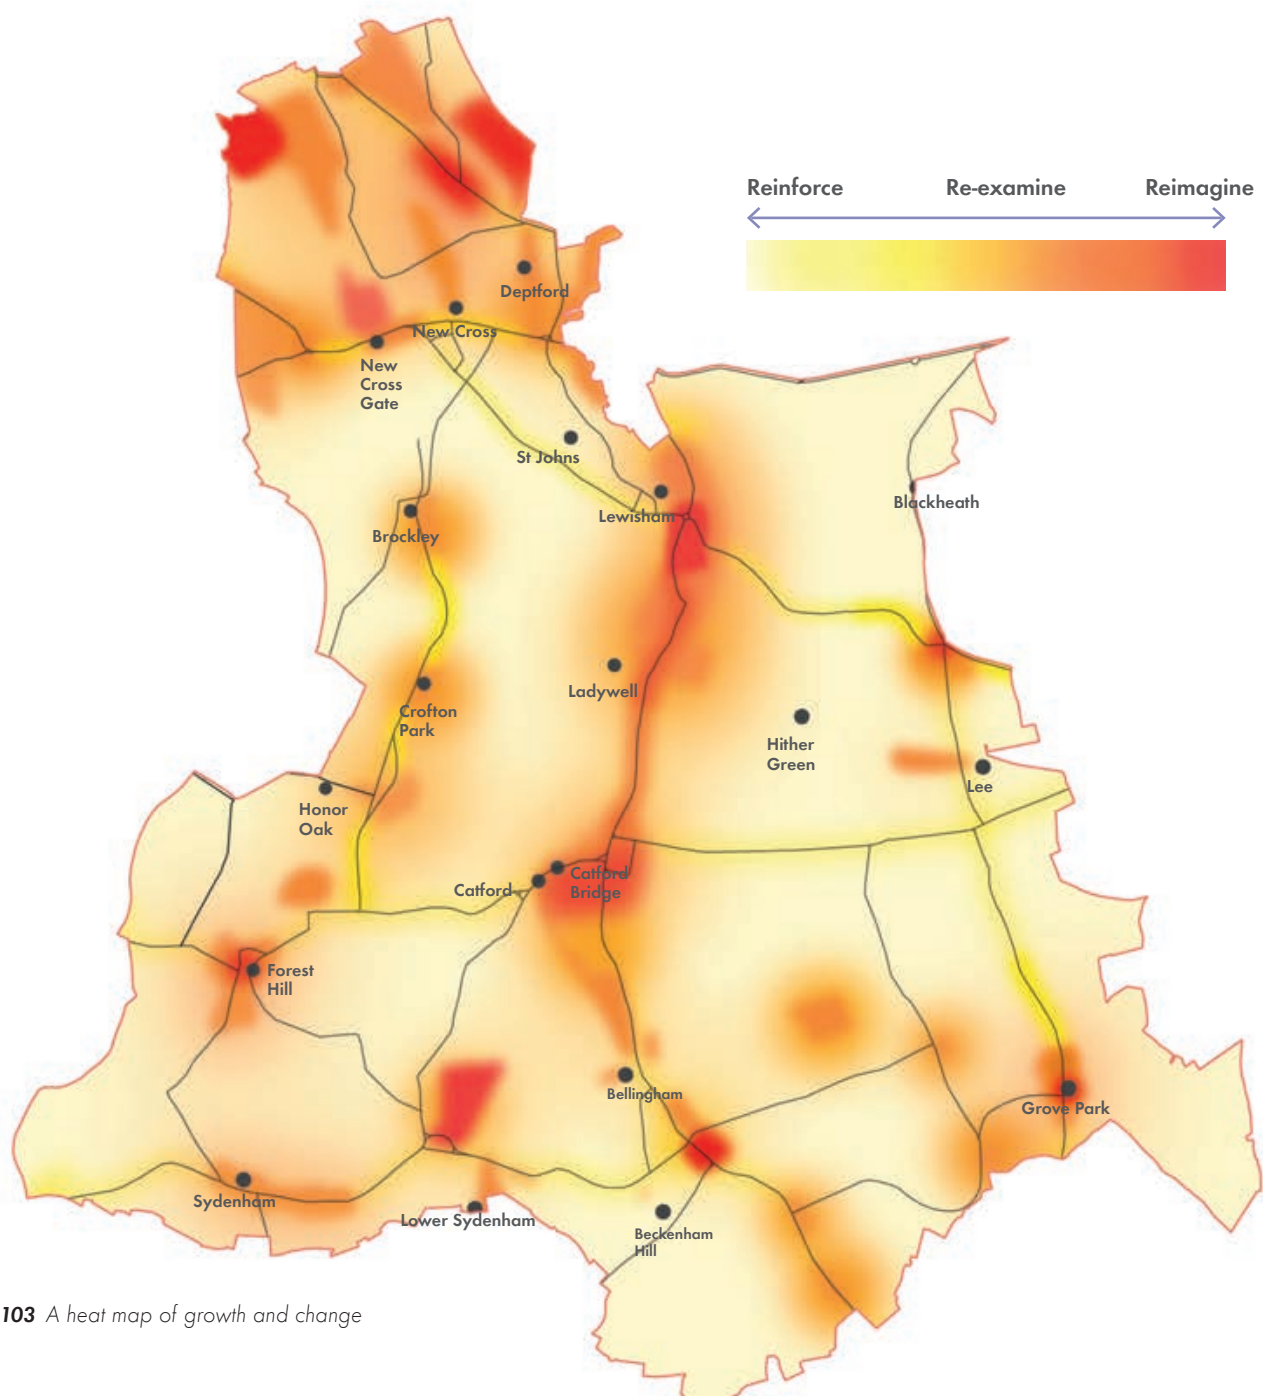 Reinforce Re-examine Reimagine
Deptford
New Cross
New
Cross
Gate
St Johns
Lewisham
Blackheath
Brockley
Ladywell
Crofton
Park
Hither
Green
Lee
Honor
Oak
Catford
Catford
Bridge
Forest
Hill
Bellingham
Grove Park
Sydenham
Lower Sydenham
Beckenham
Hill
103 A heat map of growth and change